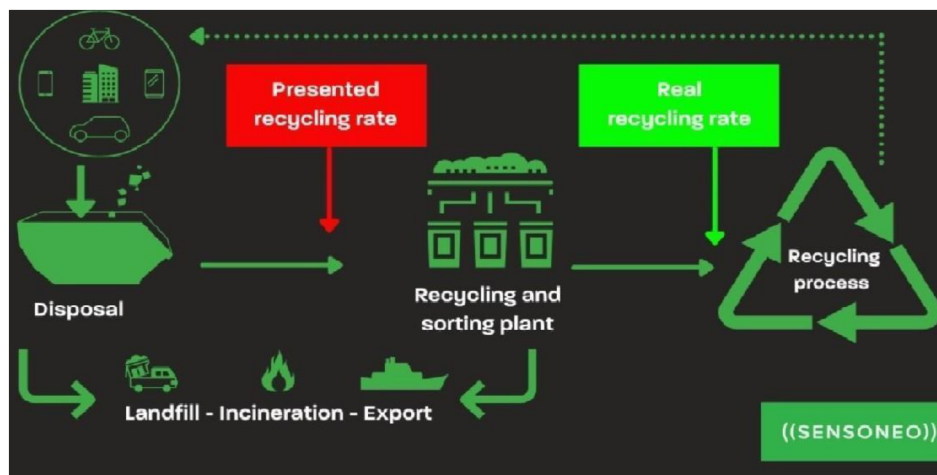 Presented
recycling rate
Real
recycling rate
Disposal
Recycling and
sorting plant
Recycling
process
Landfill - Incineration - Export
((SENSONEO))